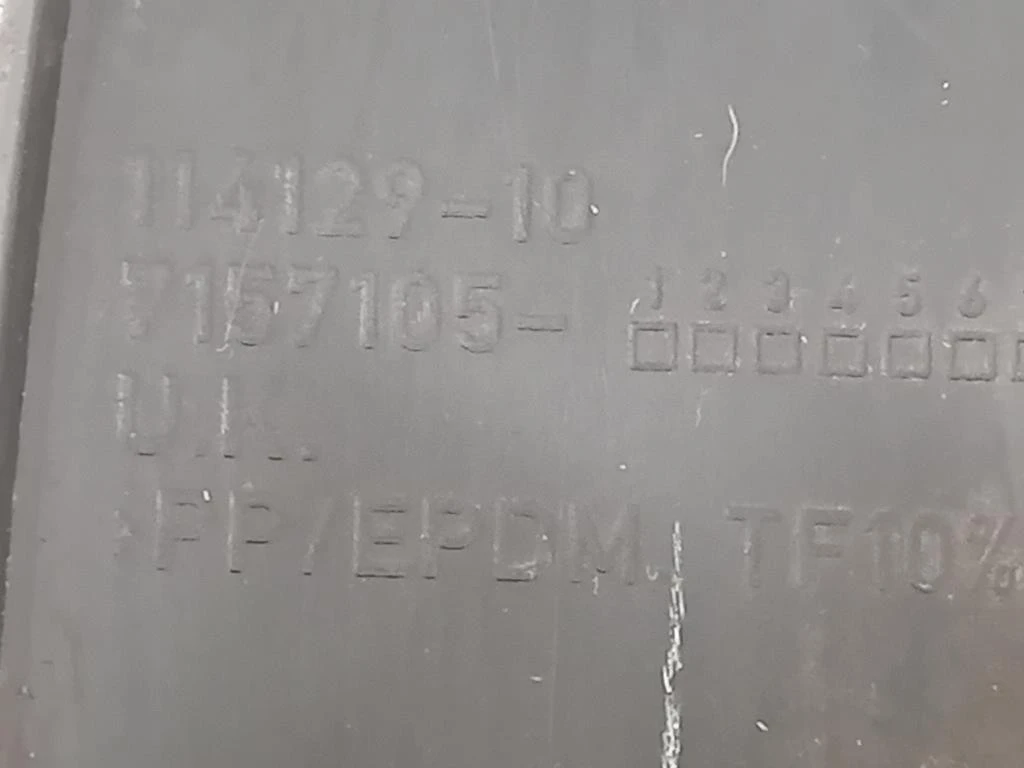 114129-10
7157105-
1 2 3 4 5 6
U.K.
>PP/EPDM TF10%